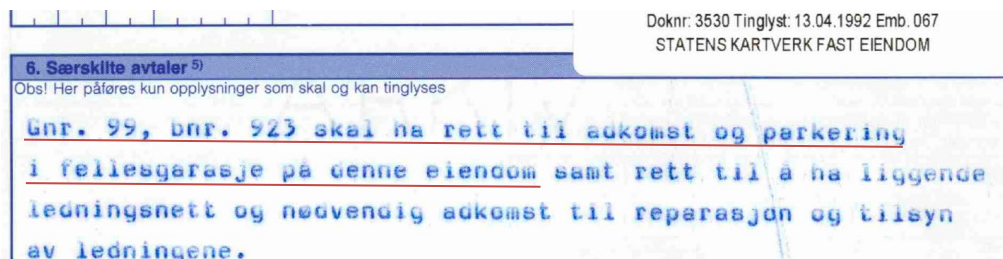 Doknr: 3530 Tinglyst: 13.04.1992 Emb. 067
STATENS KARTVERK FAST EIENDOM
6. Særskilte avtaler 5)
Obs! Her påføres kun opplysninger som skal og kan tinglyses
Gnr. 99, bnr. 923 skal ha rett til adkomst og parkering
i fellesgarasje på denne eiendom samt rett til å ha liggende
ledningsnett og nødvendig adkomst til reparasjon og tilsyn
av ledningene.